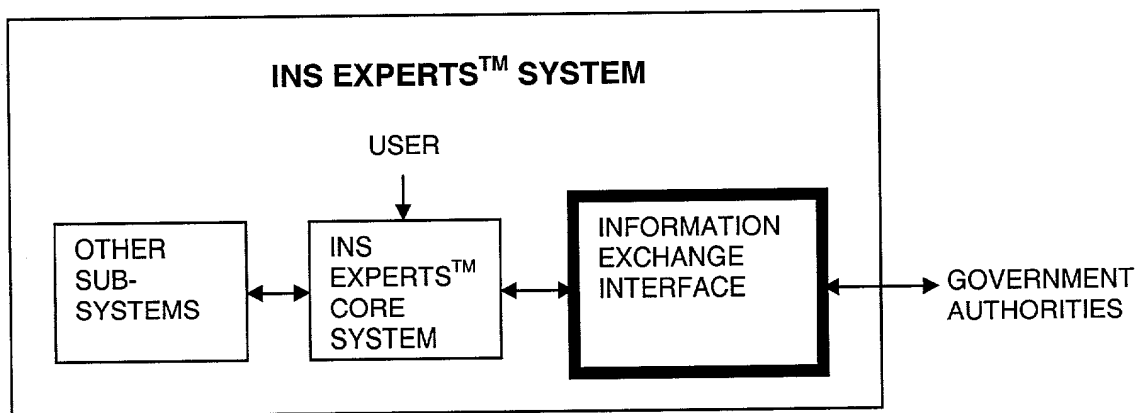 INS EXPERTS™ SYSTEM
USER
OTHER
SUB-
SYSTEMS
INS
EXPERTS™
CORE
SYSTEM
INFORMATION
EXCHANGE
INTERFACE
GOVERNMENT
AUTHORITIES